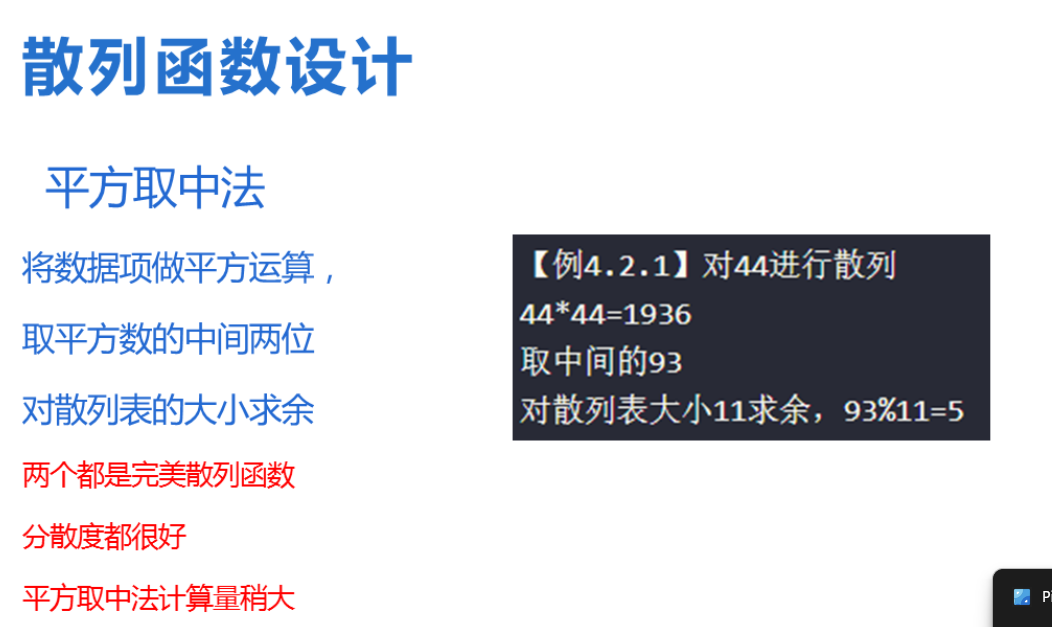 散列函数设计
平方取中法
将数据项做平方运算，
取平方数的中间两位
对散列表的大小求余
两个都是完美散列函数
分散度都很好
平方取中法计算量稍大
【例4.2.1】对44进行散列
44*44=1936
取中间的93
对散列表大小11求余，93%11=5